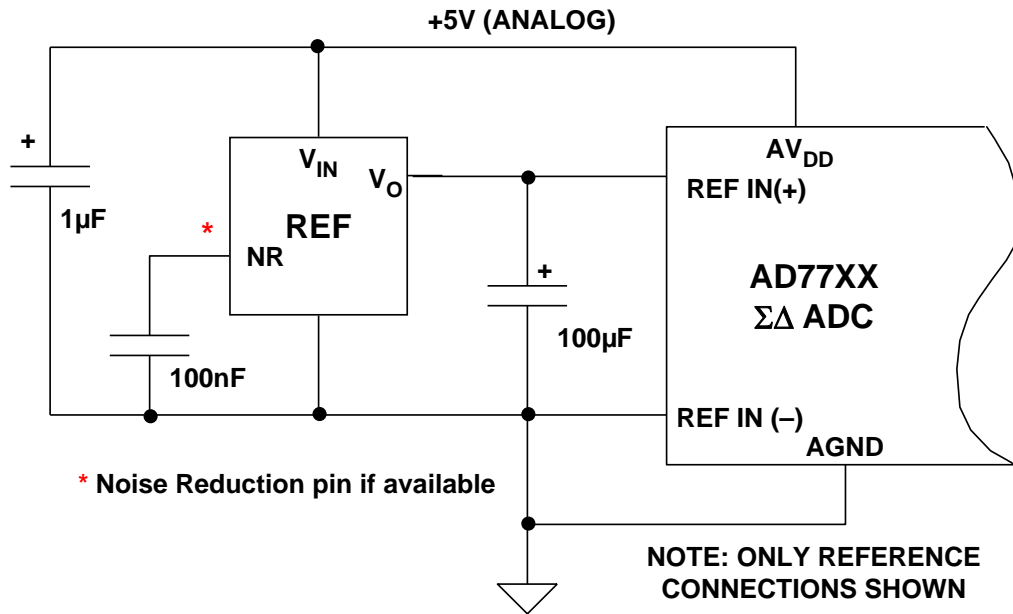 +5V (ANALOG)
+
1µF
V_IN
V_O
REF
*
NR
100nF
+
100µF
AV_DD
REF IN(+)
AD77XX
ΣΔ ADC
REF IN (–)
AGND
* Noise Reduction pin if available
NOTE: ONLY REFERENCE
CONNECTIONS SHOWN